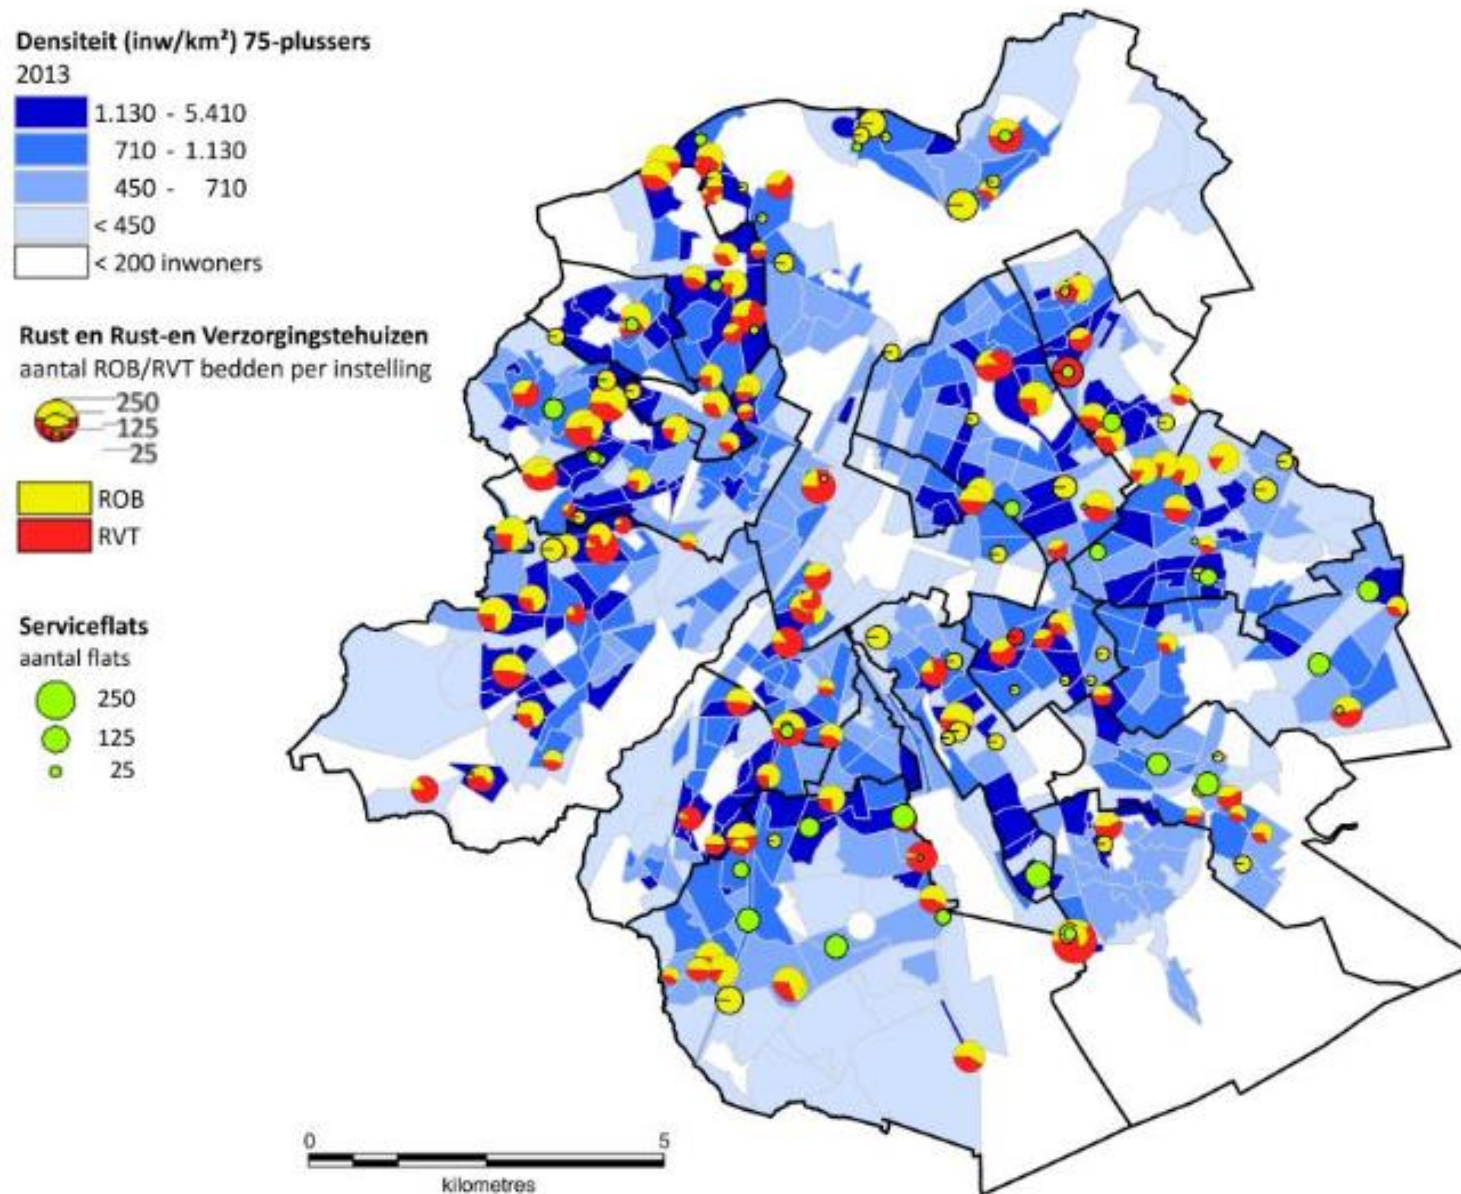 Densiteit (inw/km²) 75-plussers
2013
1.130 - 5.410
710 - 1.130
450 - 710
< 450
< 200 inwoners
Rust en Rust-en Verzorgingstehuizen
aantal ROB/RVT bedden per instelling
250
125
25
ROB
RVT
Serviceflats
aantal flats
250
125
25
0 5
kilometres